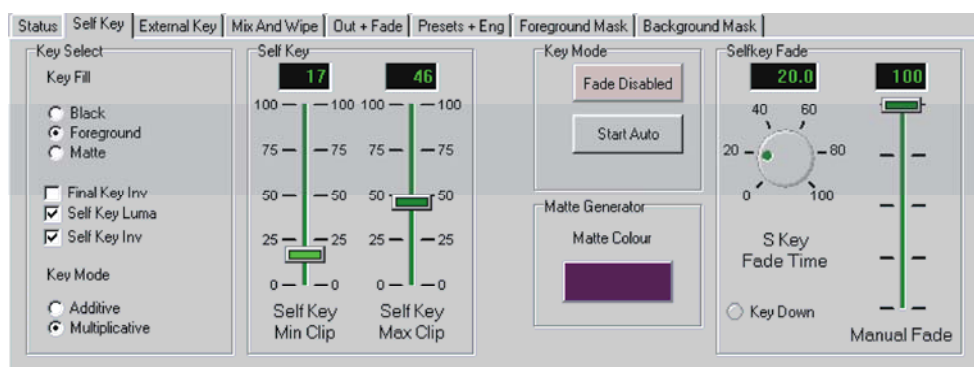 Status Self Key External Key Mix And Wipe Out + Fade Presets + Eng Foreground Mask Background Mask
Key Select
Key Fill
Black
Foreground
Matte
Final Key Inv
Self Key Luma
Self Key Inv
Key Mode
Additive
Multiplicative
Self Key
17 46
100 100 100 100
75 75 75 75
50 50 50 50
25 25 25 25
0 0 0 0
Self Key Min Clip
Self Key Max Clip
Key Mode
Fade Disabled
Start Auto
Matte Generator
Matte Colour
Selfkey Fade
20.0 100
40 60
20 80
0 100
S Key
Fade Time
Key Down
Manual Fade